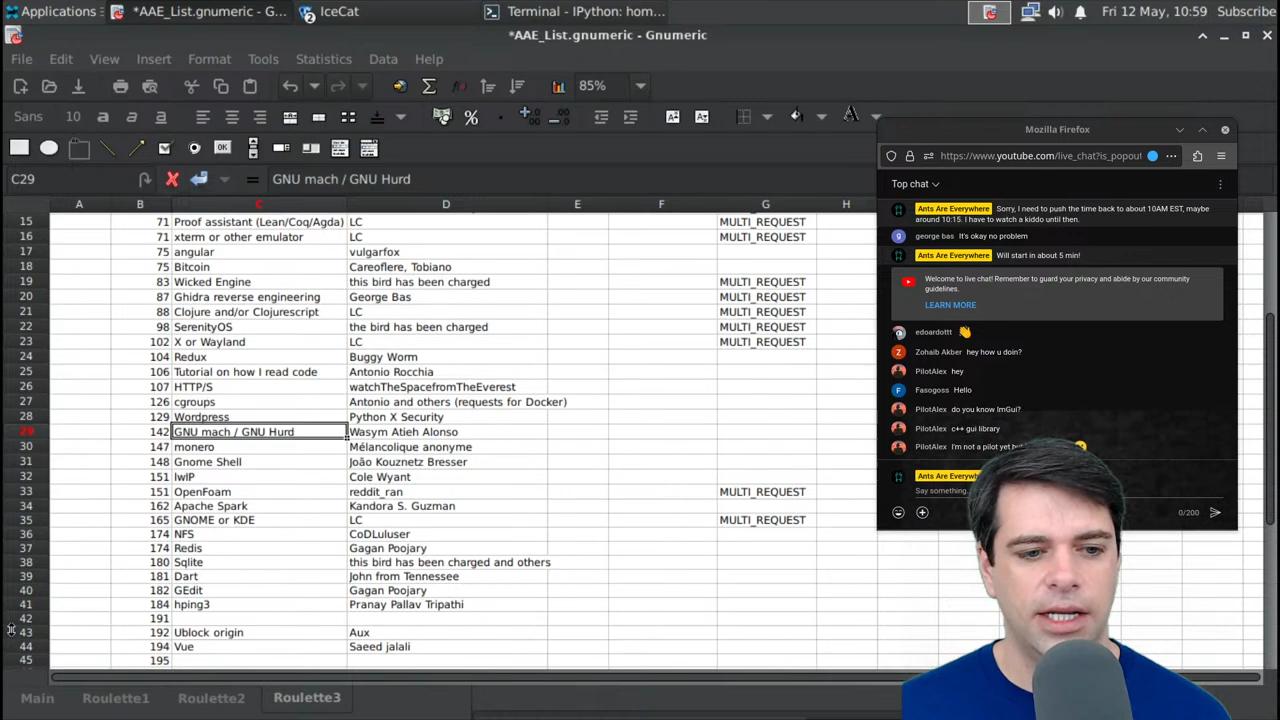 Applications
*AAE_List.gnumeric - G...
2 IceCat
Terminal - IPython: hom...
Fri 12 May, 10:59 Subscribe
*AAE_List.gnumeric - Gnumeric
File Edit View Insert Format Tools Statistics Data Help
85%
Sans 10
C29 = GNU mach / GNU Hurd
A B C D E F G H
15 71 Proof assistant (Lean/Coq/Agda) LC MULTI_REQUEST
16 71 xterm or other emulator LC MULTI_REQUEST
17 75 angular vulgarfox
18 75 Bitcoin Careoflere, Tobiano
19 83 Wicked Engine this bird has been charged MULTI_REQUEST
20 87 Ghidra reverse engineering George Bas MULTI_REQUEST
21 88 Clojure and/or Clojurescript LC MULTI_REQUEST
22 98 SerenityOS the bird has been charged MULTI_REQUEST
23 102 X or Wayland LC MULTI_REQUEST
24 104 Redux Buggy Worm
25 106 Tutorial on how I read code Antonio Rocchia
26 107 HTTP/S watchTheSpacefromTheEverest
27 126 cgroups Antonio and others (requests for Docker)
28 129 Wordpress Python X Security
29 142 GNU mach / GNU Hurd Wasym Atieh Alonso
30 147 monero Mélancolique anonyme
31 148 Gnome Shell João Kouznetz Bresser
32 151 lwIP Cole Wyant
33 151 OpenFoam reddit_ran MULTI_REQUEST
34 162 Apache Spark Kandora S. Guzman
35 165 GNOME or KDE LC MULTI_REQUEST
36 174 NFS CoDLuluser
37 174 Redis Gagan Poojary
38 180 Sqlite this bird has been charged and others
39 181 Dart John from Tennessee
40 182 GEdit Gagan Poojary
41 184 hping3 Pranay Pallav Tripathi
42 191
43 192 Ublock origin Aux
44 194 Vue Saeed jalali
45 195
Main Roulette1 Roulette2 Roulette3
Mozilla Firefox
https://www.youtube.com/live_chat?is_popout
Top chat
Ants Are Everywhere Sorry, I need to push the time back to about 10AM EST, maybe
around 10:15. I have to watch a kiddo until then.
george bas It's okay no problem
Ants Are Everywhere Will start in about 5 min!
Welcome to live chat! Remember to guard your privacy and abide by our community
guidelines.
LEARN MORE
edoardottt
Zohaib Akber hey how u doin?
PilotAlex hey
Fasogoss Hello
PilotAlex do you know ImGui?
PilotAlex c++ gui library
PilotAlex I'm not a pilot yet
Ants Are
Say something...
0/200